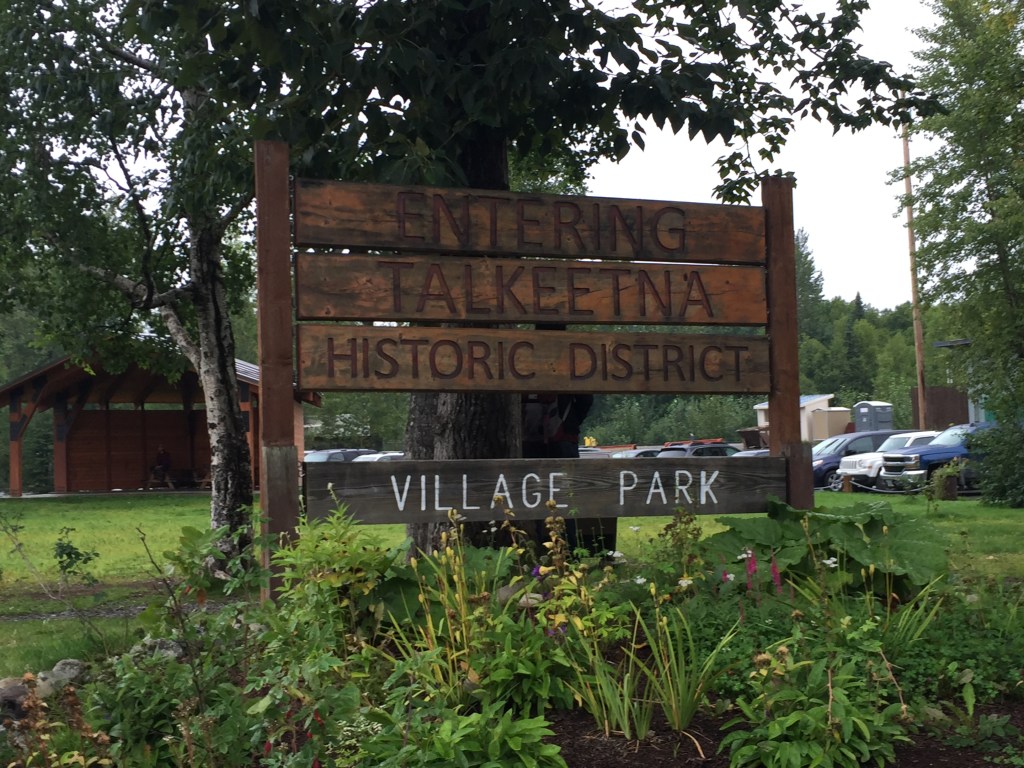 ENTERING
TALKEETNA
HISTORIC DISTRICT
VILLAGE PARK